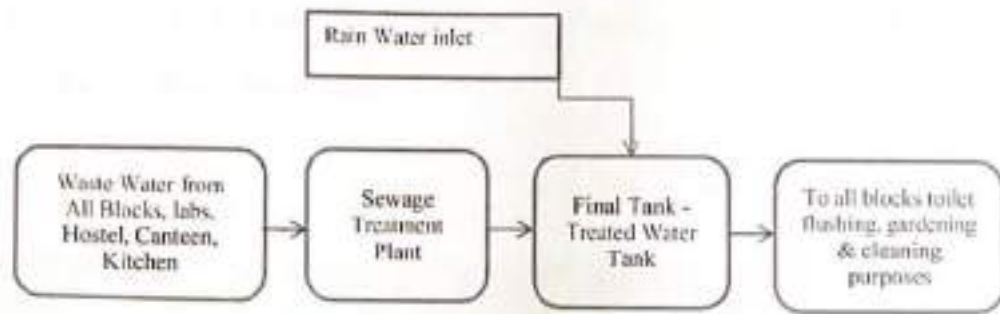 Rain Water inlet
Waste Water from
All Blocks, labs,
Hostel, Canteen,
Kitchen
Sewage
Treatment
Plant
Final Tank -
Treated Water
Tank
To all blocks toilet
flushing, gardening
& cleaning
purposes